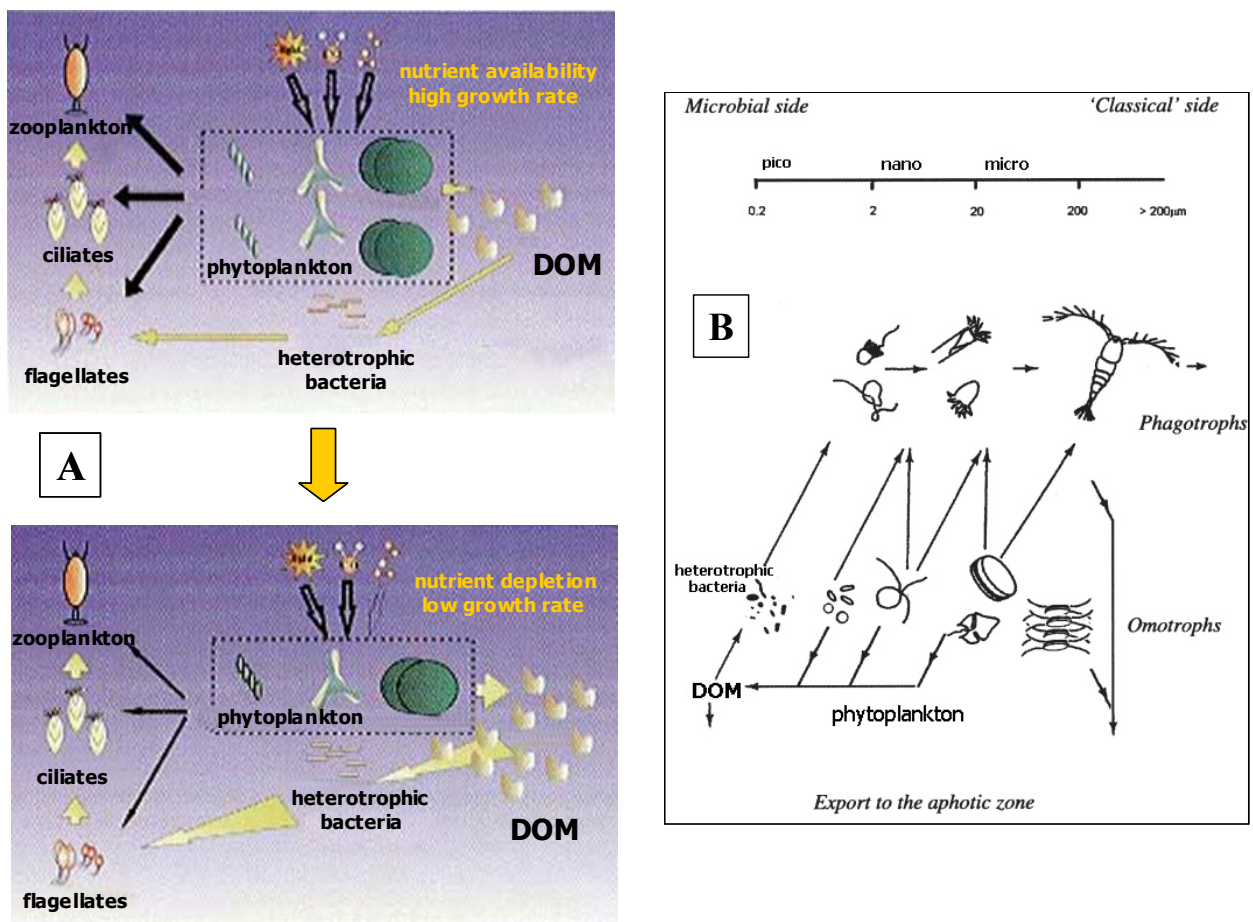 nutrient availability
high growth rate
zooplankton
ciliates
phytoplankton
DOM
heterotrophic
bacteria
flagellates
A
nutrient depletion
low growth rate
zooplankton
phytoplankton
ciliates
heterotrophic
bacteria
DOM
flagellates
Microbial side
'Classical' side
pico
nano
micro
0.2
2
20
200
> 200µm
B
Phagotrophs
heterotrophic
bacteria
Omotrophs
DOM
phytoplankton
Export to the aphotic zone